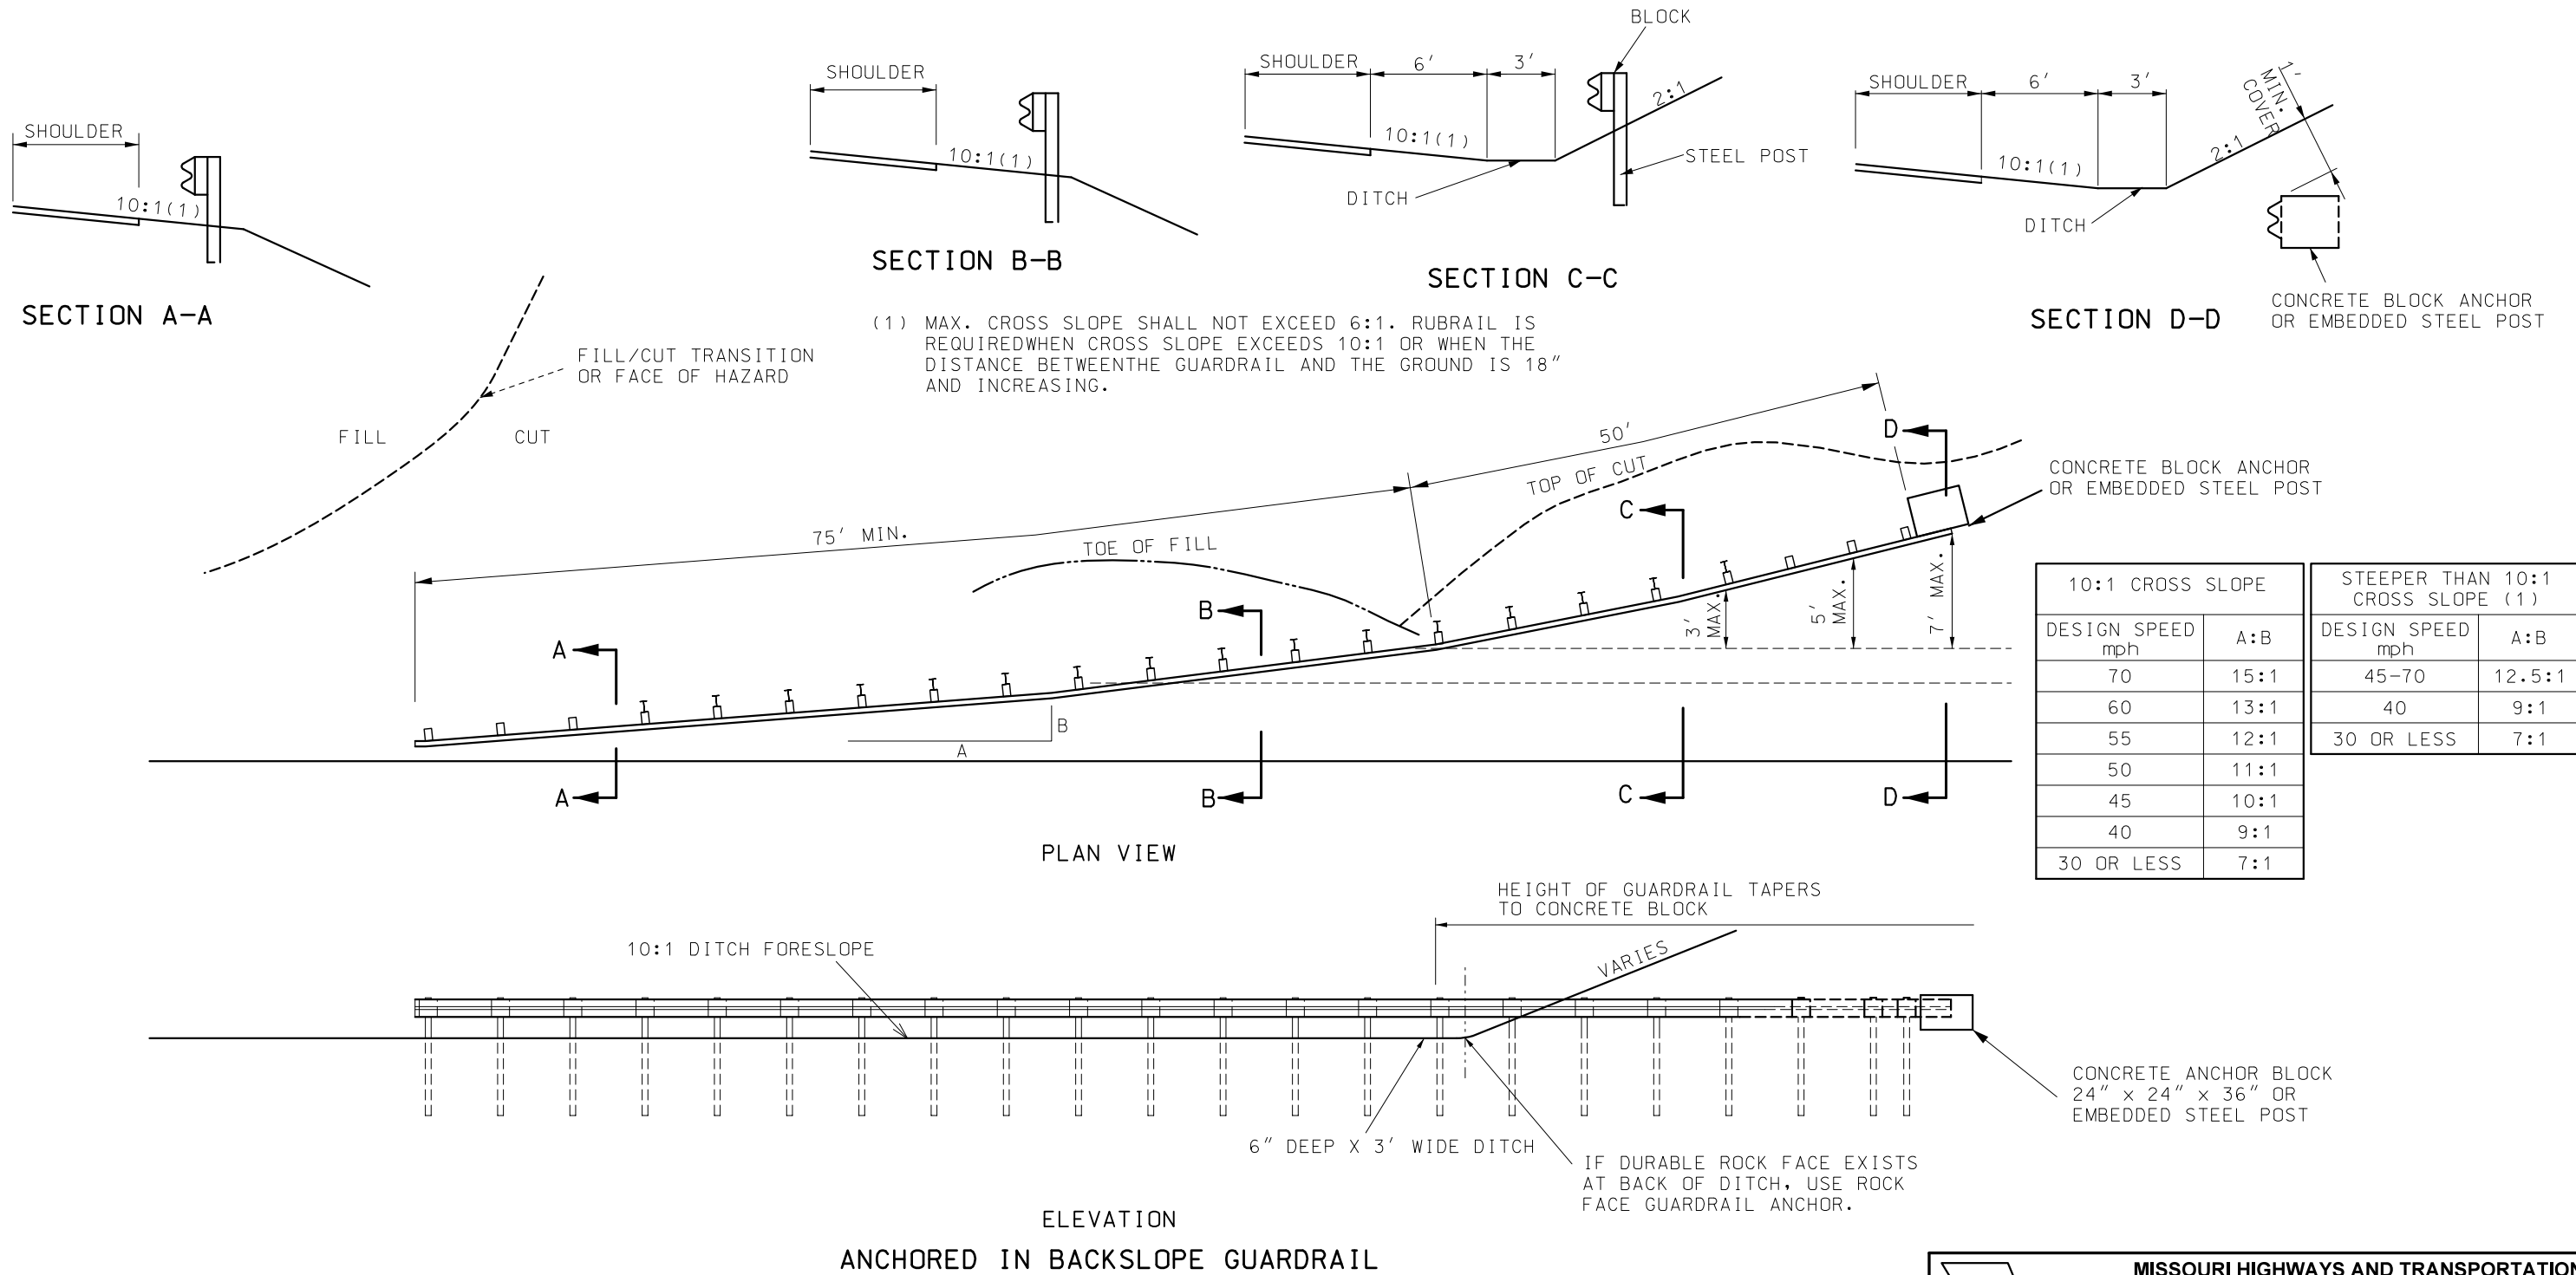 SHOULDER
10:1(1)
SECTION A-A
SHOULDER
10:1(1)
SECTION B-B
BLOCK
SHOULDER
6′
3′
10:1(1)
2:1
STEEL POST
DITCH
SECTION C-C
SHOULDER
6′
3′
1′
MIN.
COVER
10:1(1)
2:1
DITCH
CONCRETE BLOCK ANCHOR
OR EMBEDDED STEEL POST
SECTION D-D
(1) MAX. CROSS SLOPE SHALL NOT EXCEED 6:1. RUBRAIL IS
REQUIREDWHEN CROSS SLOPE EXCEEDS 10:1 OR WHEN THE
DISTANCE BETWEENTHE GUARDRAIL AND THE GROUND IS 18″
AND INCREASING.
FILL/CUT TRANSITION
OR FACE OF HAZARD
FILL
CUT
75′ MIN.
50′
TOE OF FILL
TOP OF CUT
CONCRETE BLOCK ANCHOR
OR EMBEDDED STEEL POST
A
B
C
D
3′
MAX.
5′
MAX.
7′ MAX.
B
A
A
B
C
D
PLAN VIEW
10:1 CROSS SLOPE
DESIGN SPEED
mph
A:B
70 15:1
60 13:1
55 12:1
50 11:1
45 10:1
40 9:1
30 OR LESS 7:1
STEEPER THAN 10:1
CROSS SLOPE (1)
DESIGN SPEED
mph
A:B
45-70 12.5:1
40 9:1
30 OR LESS 7:1
HEIGHT OF GUARDRAIL TAPERS
TO CONCRETE BLOCK
10:1 DITCH FORESLOPE
VARIES
6″ DEEP X 3′ WIDE DITCH
IF DURABLE ROCK FACE EXISTS
AT BACK OF DITCH, USE ROCK
FACE GUARDRAIL ANCHOR.
CONCRETE ANCHOR BLOCK
24″ x 24″ x 36″ OR
EMBEDDED STEEL POST
ELEVATION
ANCHORED IN BACKSLOPE GUARDRAIL
MISSOURI HIGHWAYS AND TRANSPORTATION